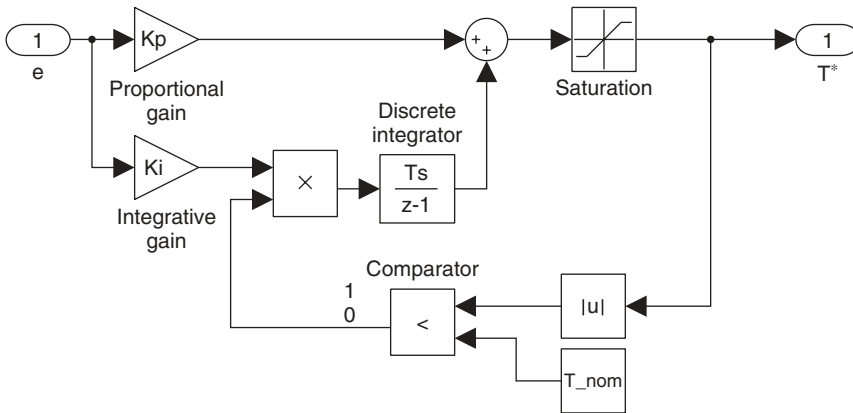 1
e
Kp
Proportional
gain
Ki
Integrative
gain
×
Discrete
integrator
Ts
z-1
+
+
Saturation
1
T*
Comparator
1
0
<
|u|
T_nom